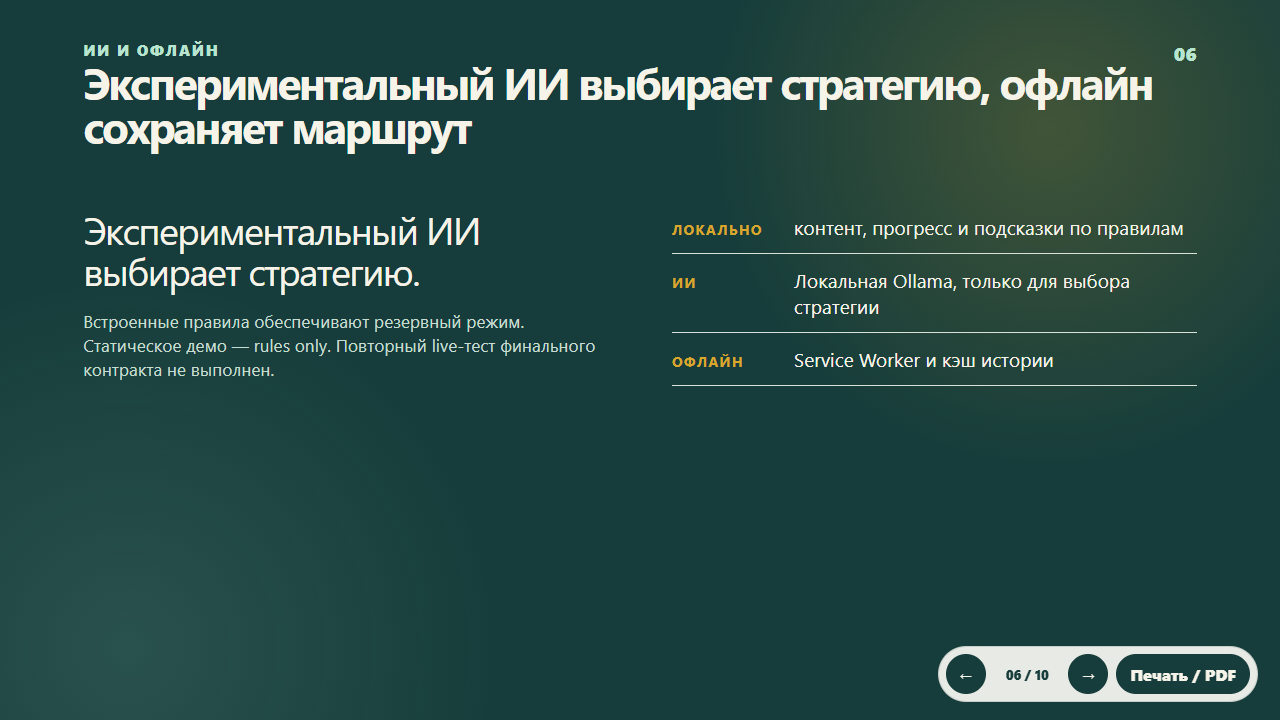 ИИ И ОФЛАЙН
06
Экспериментальный ИИ выбирает стратегию, офлайн
сохраняет маршрут
Экспериментальный ИИ
выбирает стратегию.
Встроенные правила обеспечивают резервный режим.
Статическое демо — rules only. Повторный live-тест финального
контракта не выполнен.
ЛОКАЛЬНО контент, прогресс и подсказки по правилам
ИИ Локальная Ollama, только для выбора
стратегии
ОФЛАЙН Service Worker и кэш истории
← 06 / 10 → Печать / PDF